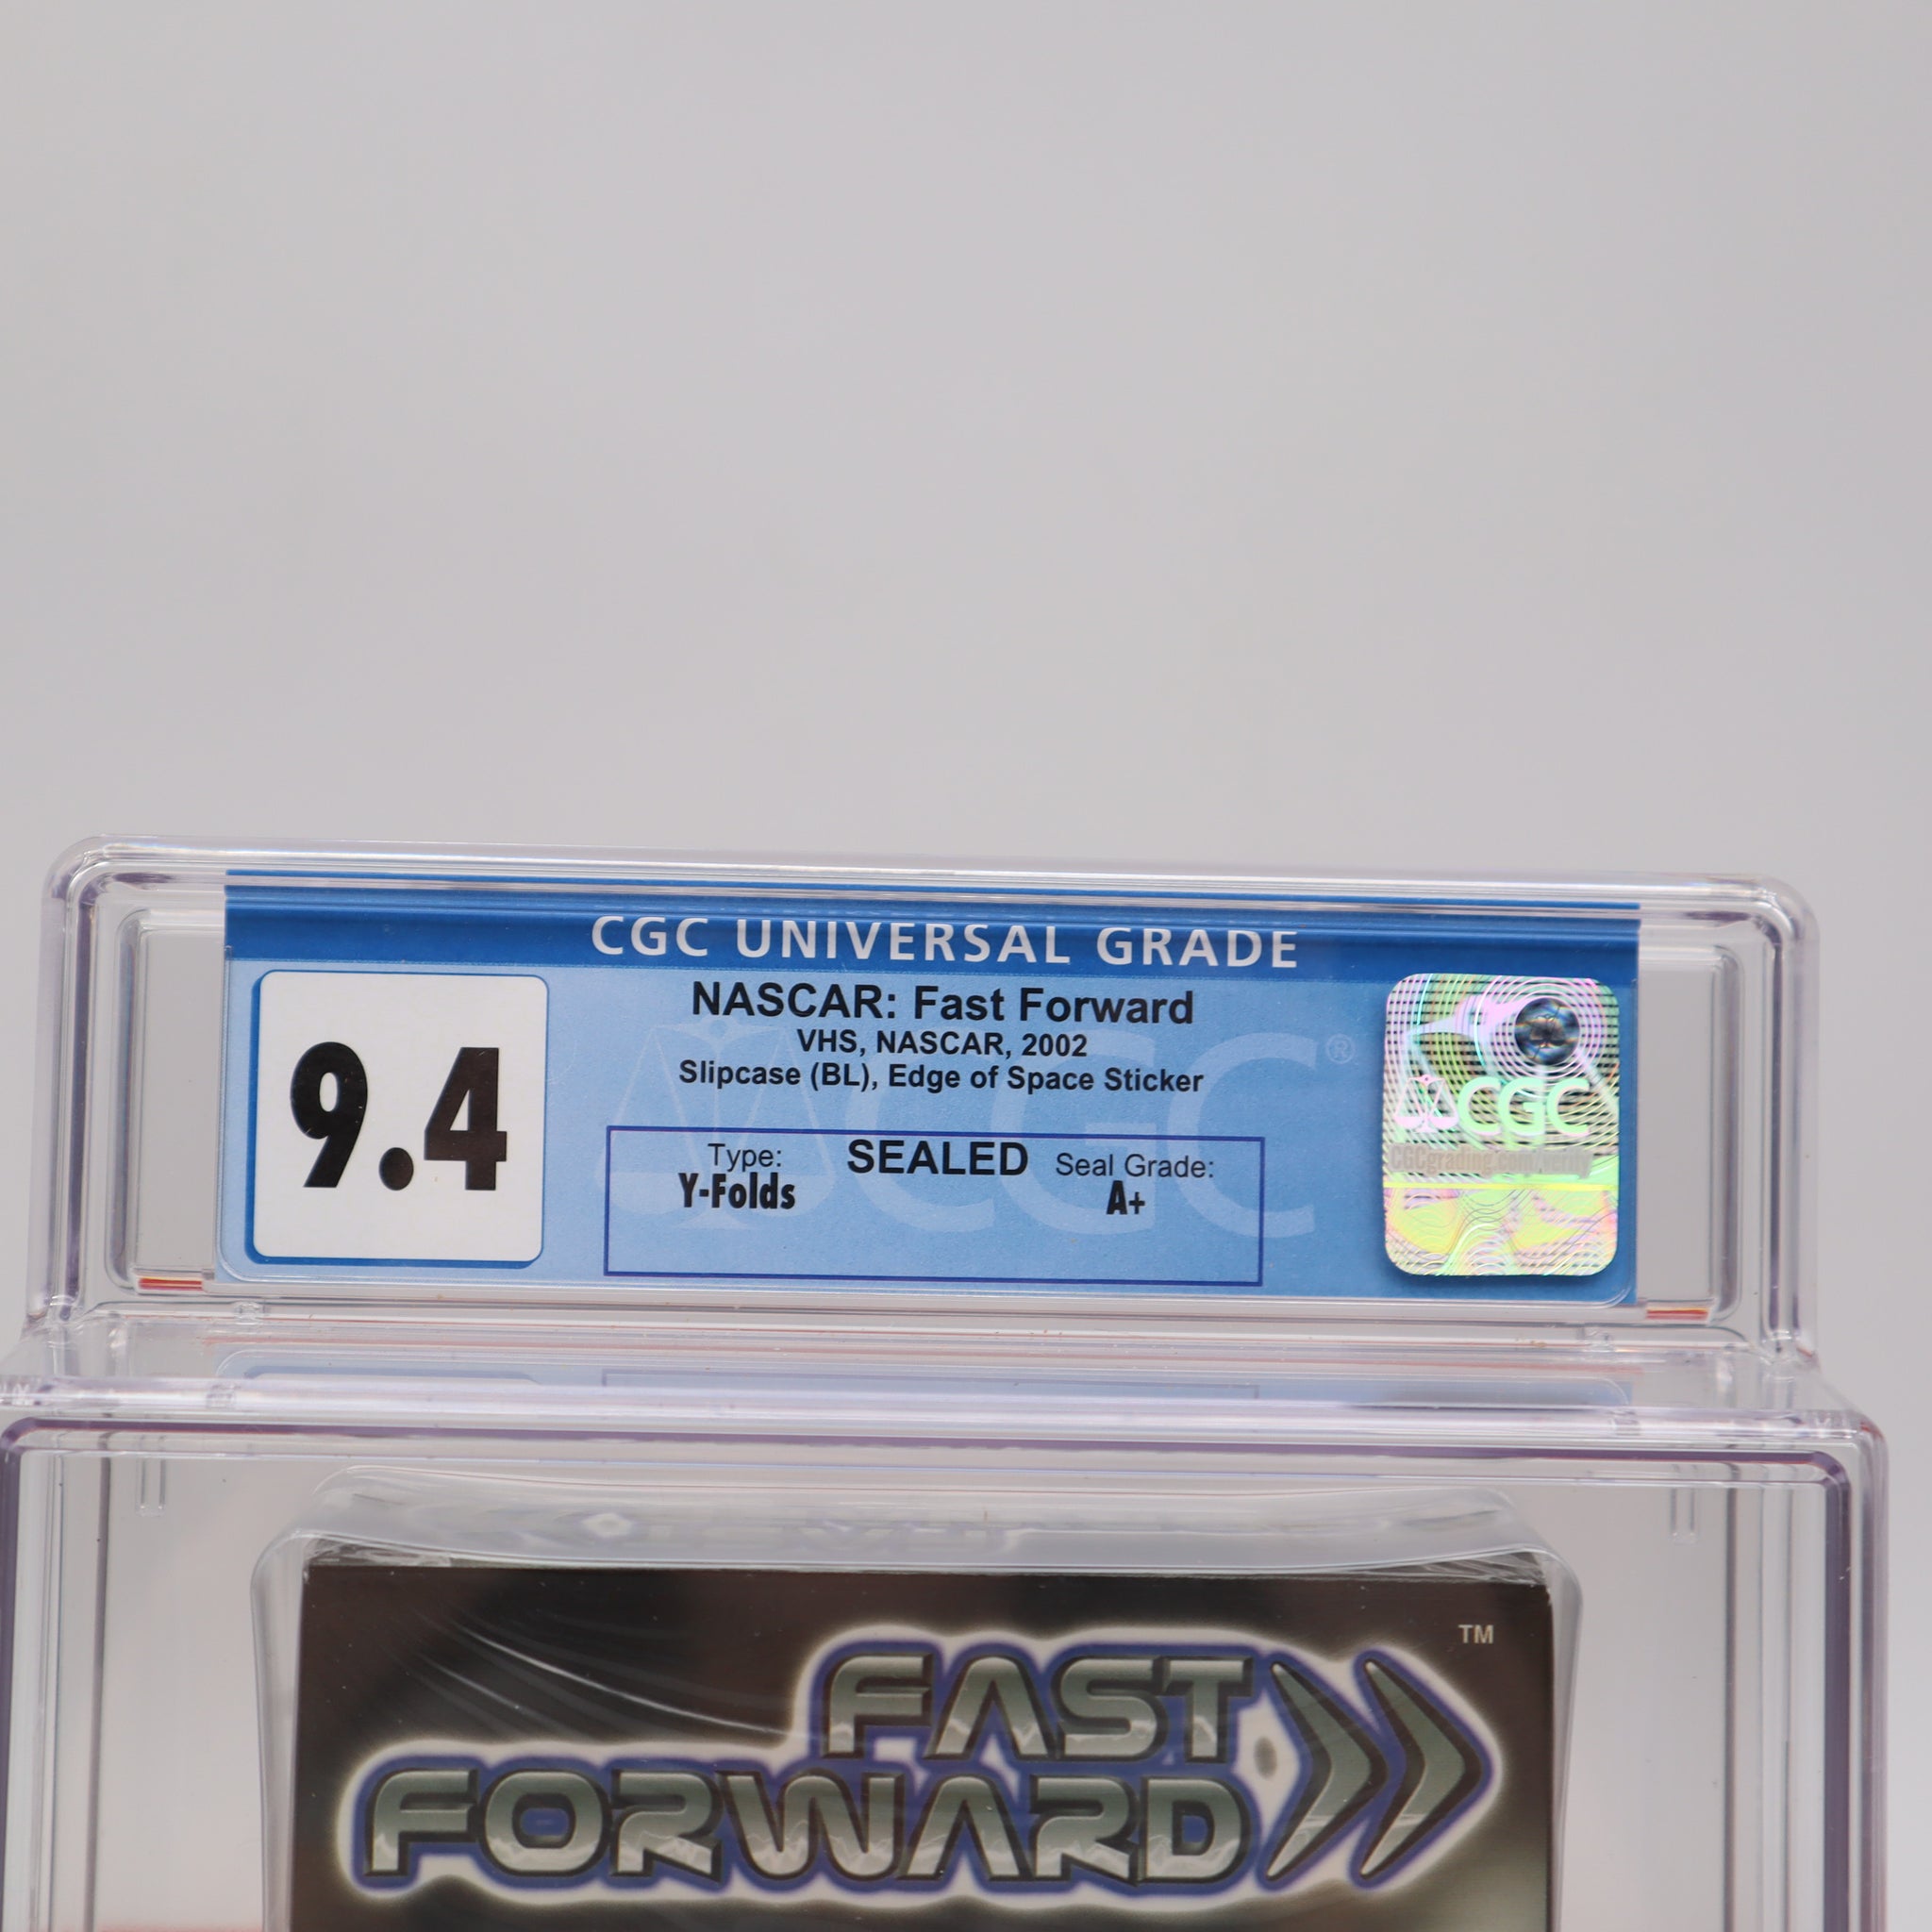 CGC UNIVERSAL GRADE
9.4
NASCAR: Fast Forward
VHS, NASCAR, 2002
Slipcase (BL), Edge of Space Sticker
Type:
Y-Folds
SEALED
Seal Grade:
A+
CGC ®
CGC
CGCgrading.com/verify
FAST
FORWARD
TM